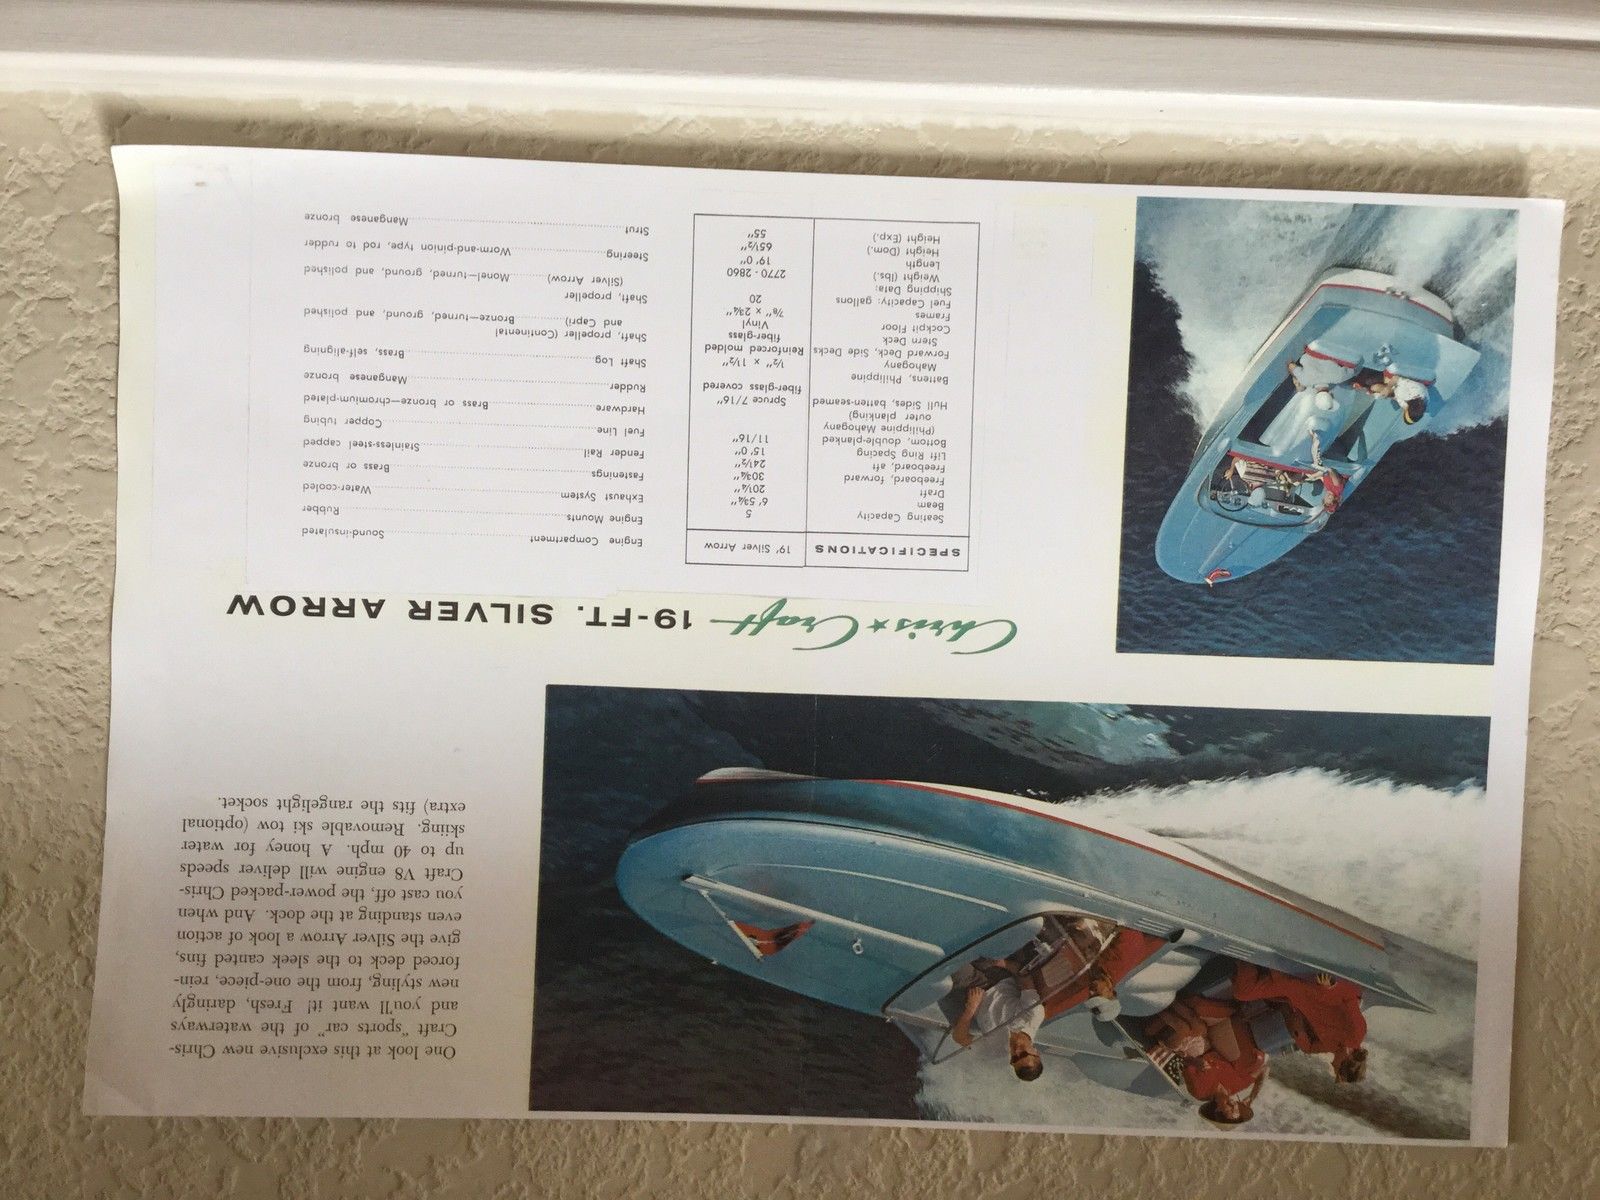 One look at this exclusive new Chris-
Craft "sports car" of the waterways
and you'll want it! Fresh, daringly
new styling, from the one-piece, rein-
forced deck to the sleek canted fins,
give the Silver Arrow a look of action
even standing at the dock. And when
you cast off, the power-packed Chris-
Craft V8 engine will deliver speeds
up to 40 mph. A honey for water
skiing. Removable ski tow (optional
extra) fits the rangelight socket.
Chris★Craft 19-FT. SILVER ARROW
SPECIFICATIONS 19' Silver Arrow
Seating Capacity 5
Beam 6' 5¾"
Draft 20¼"
Freeboard, forward 30¾"
Freeboard, aft 24½"
Lift Ring Spacing 15' 0"
Bottom, double-planked 11/16"
(Philippine Mahogany
outer planking)
Hull Sides, batten-seamed Spruce 7/16"
fiber-glass covered
Battens, Philippine
Mahogany ½" x 1½"
Forward Deck, Side Decks Reinforced molded
Stern Deck fiber-glass
Cockpit Floor Vinyl
Frames ⅞" x 2¾"
Fuel Capacity: gallons 20
Shipping Data:
Weight (lbs.) 2770 - 2860
Length 19' 0"
Height (Dom.) 65½"
Height (Exp.) 55"
Engine Compartment Sound-insulated
Engine Mounts Rubber
Exhaust System Water-cooled
Fastenings Brass or bronze
Fender Rail Stainless-steel capped
Fuel Line Copper tubing
Hardware Brass or bronze—chromium-plated
Rudder Manganese bronze
Shaft Log Brass, self-aligning
Shaft, propeller (Continental
and Capri) Bronze—turned, ground, and polished
Shaft, propeller
(Silver Arrow) Monel—turned, ground, and polished
Steering Worm-and-pinion type, rod to rudder
Strut Manganese bronze